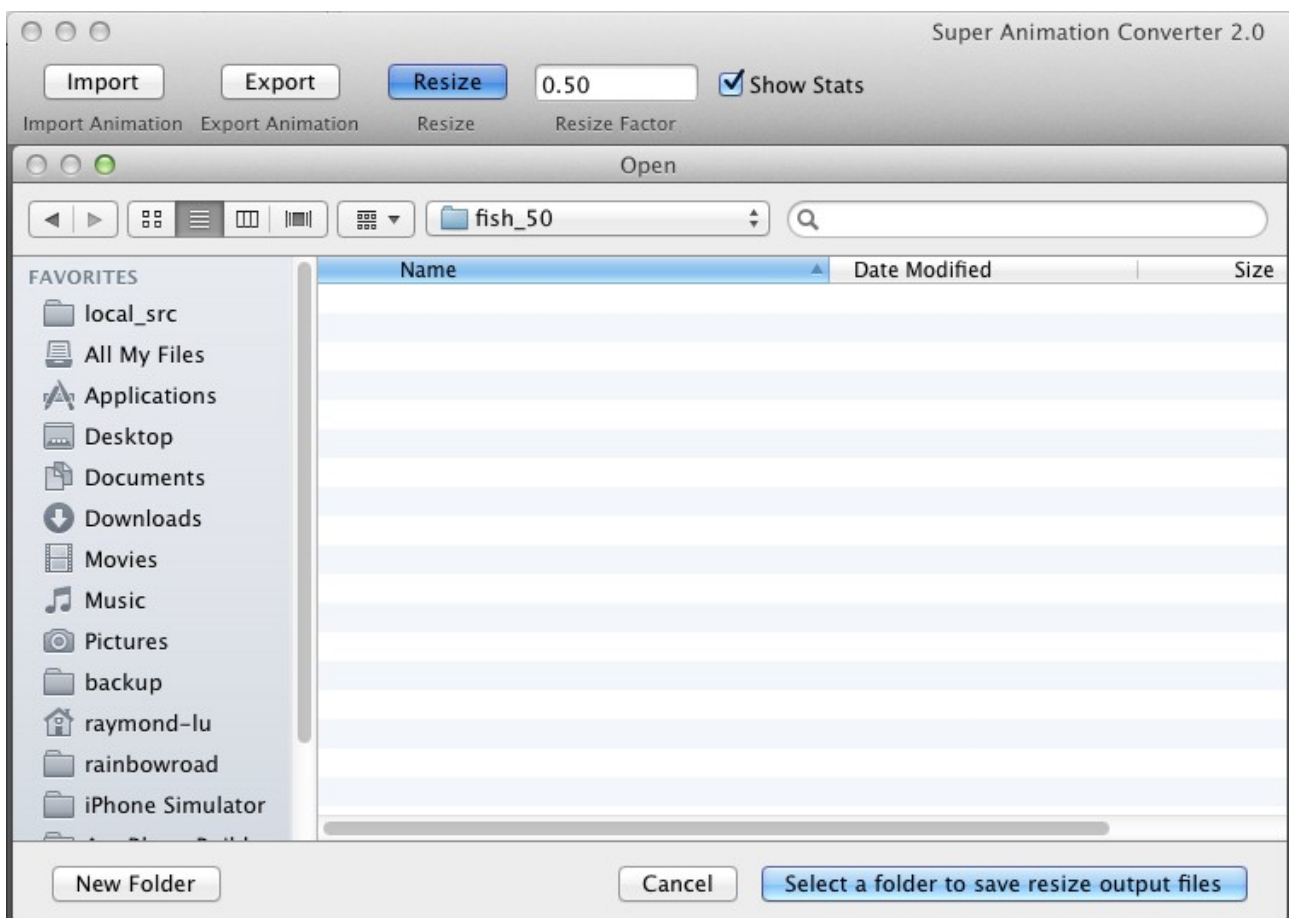 Super Animation Converter 2.0
Import Export Resize 0.50 Show Stats
Import Animation Export Animation Resize Resize Factor
Open
fish_50
FAVORITES Name Date Modified Size
local_src
All My Files
Applications
Desktop
Documents
Downloads
Movies
Music
Pictures
backup
raymond-lu
rainbowroad
iPhone Simulator
New Folder Cancel Select a folder to save resize output files